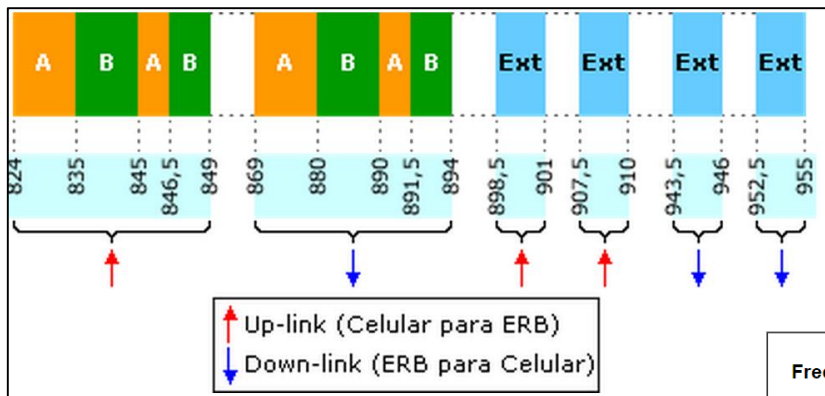 A B A B A B A B Ext Ext Ext Ext
824 835 845 846,5 849 869 880 890 891,5 894 898,5 901 907,5 910 943,5 946 952,5 955
Up-link (Celular para ERB)
Down-link (ERB para Celular)